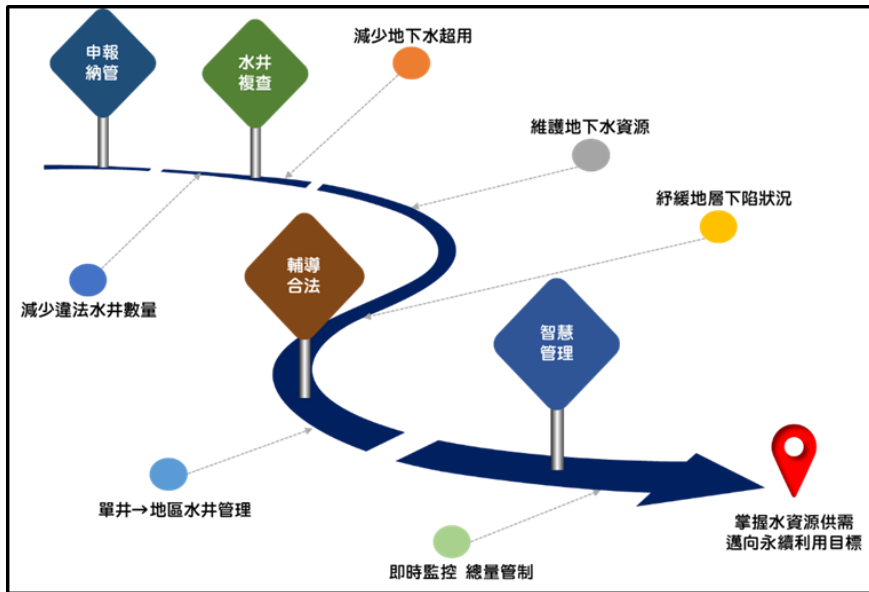 申報
納管
水井
複查
減少地下水超用
維護地下水資源
紓緩地層下陷狀況
減少違法水井數量
輔導
合法
智慧
管理
單井→地區水井管理
即時監控 總量管制
掌握水資源供需
邁向永續利用目標